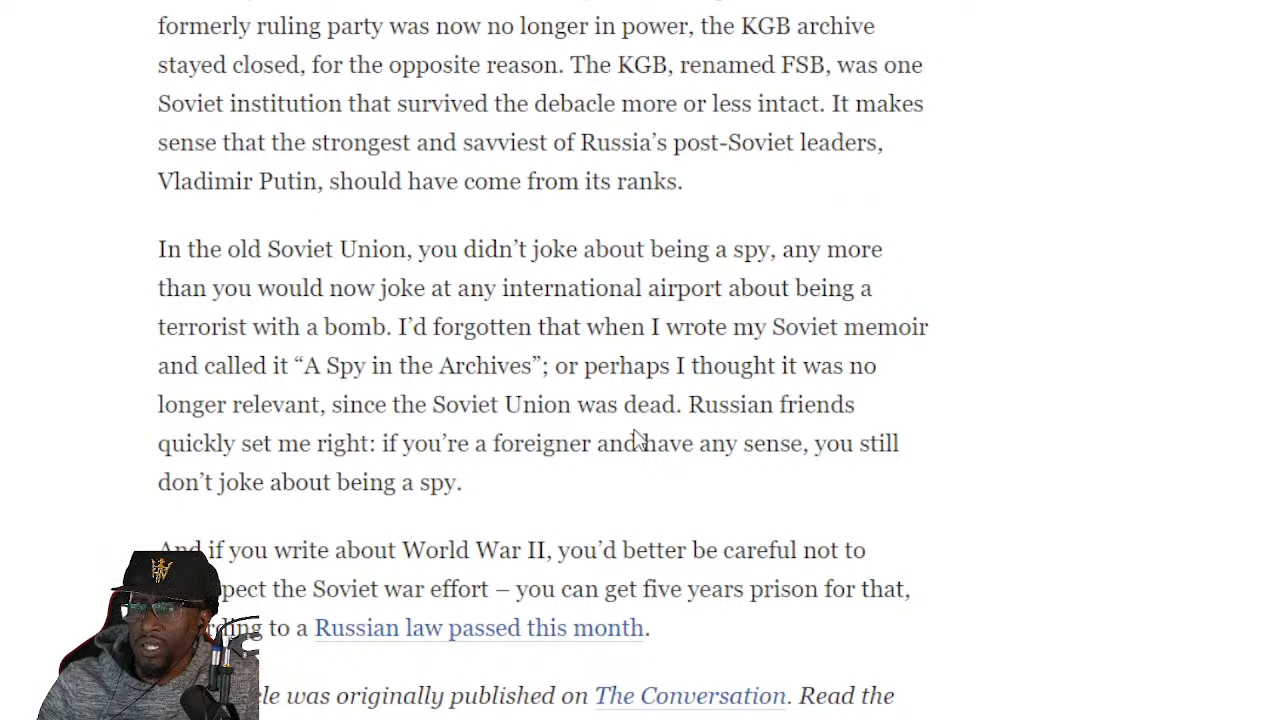 formerly ruling party was now no longer in power, the KGB archive
stayed closed, for the opposite reason. The KGB, renamed FSB, was one
Soviet institution that survived the debacle more or less intact. It makes
sense that the strongest and savviest of Russia’s post-Soviet leaders,
Vladimir Putin, should have come from its ranks.
In the old Soviet Union, you didn’t joke about being a spy, any more
than you would now joke at any international airport about being a
terrorist with a bomb. I’d forgotten that when I wrote my Soviet memoir
and called it “A Spy in the Archives”; or perhaps I thought it was no
longer relevant, since the Soviet Union was dead. Russian friends
quickly set me right: if you’re a foreigner and have any sense, you still
don’t joke about being a spy.
And if you write about World War II, you’d better be careful not to
pect the Soviet war effort – you can get five years prison for that,
rding to a Russian law passed this month.
le was originally published on The Conversation. Read the